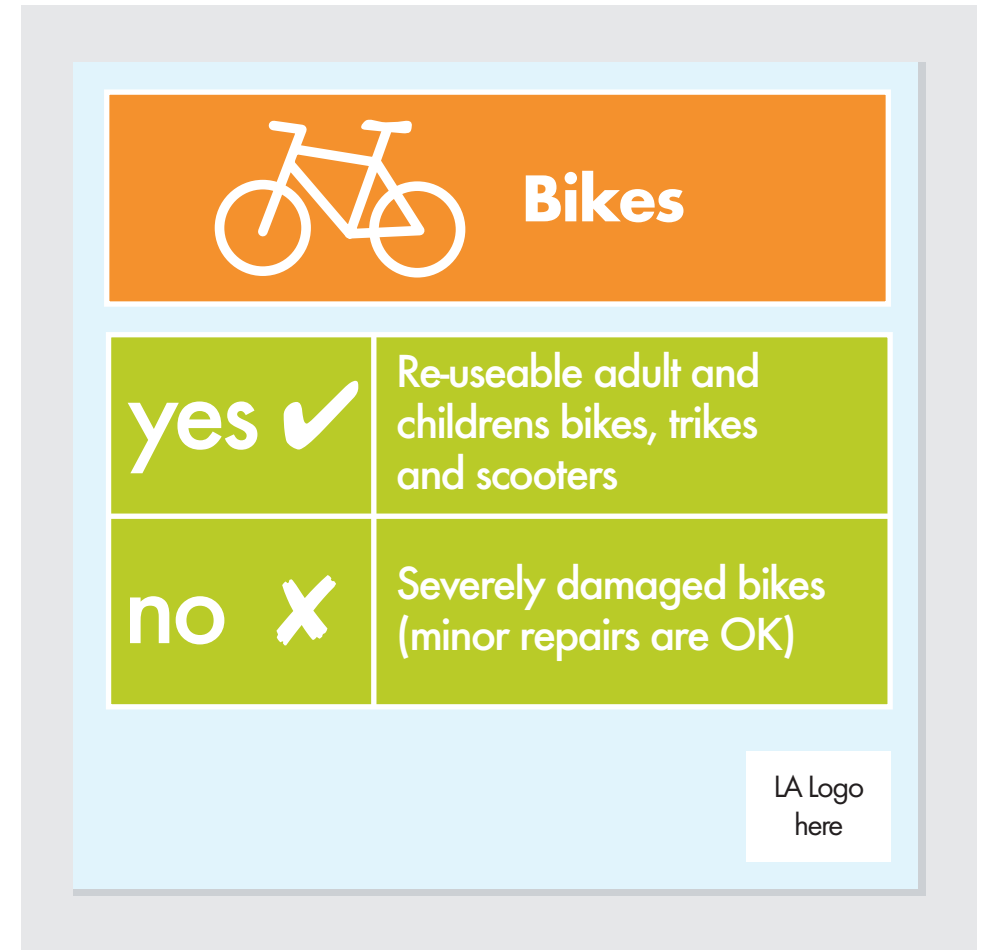 Bikes
yes ✔
Re-useable adult and
childrens bikes, trikes
and scooters
no ✘
Severely damaged bikes
(minor repairs are OK)
LA Logo
here